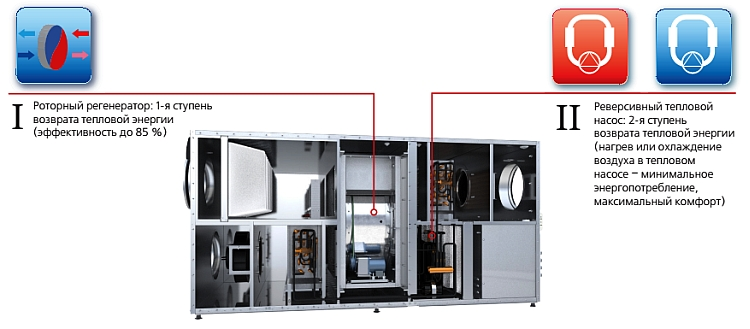 I
Роторный регенератор: 1-я ступень
возврата тепловой энергии
(эффективность до 85 %)
II
Реверсивный тепловой
насос: 2-я ступень
возврата тепловой энергии
(нагрев или охлаждение
воздуха в тепловом
насосе – минимальное
энергопотребление,
максимальный комфорт)